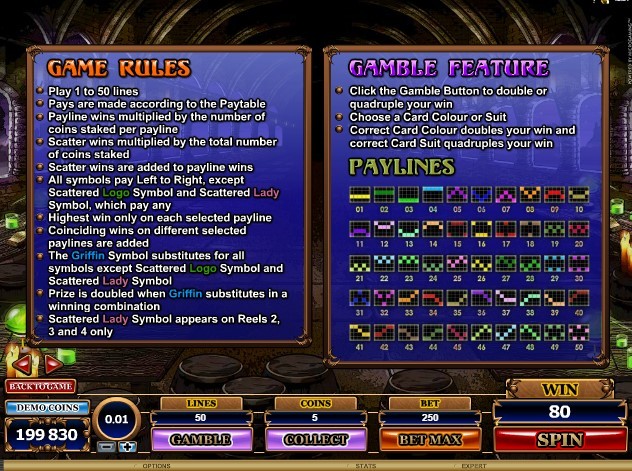 GAME RULES
Play 1 to 50 lines
Pays are made according to the Paytable
Payline wins multiplied by the number of
coins staked per payline
Scatter wins multiplied by the total number
of coins staked
Scatter wins are added to payline wins
All symbols pay Left to Right, except
Scattered Logo Symbol and Scattered Lady
Symbol, which pay any
Highest win only on each selected payline
Coinciding wins on different selected
paylines are added
The Griffin Symbol substitutes for all
symbols except Scattered Logo Symbol and
Scattered Lady Symbol
Prize is doubled when Griffin substitutes in a
winning combination
Scattered Lady Symbol appears on Reels 2,
3 and 4 only
GAMBLE FEATURE
Click the Gamble Button to double or
quadruple your win
Choose a Card Colour or Suit
Correct Card Colour doubles your win and
correct Card Suit quadruples your win
PAYLINES
01 02 03 04 05 06 07 08 09 10
11 12 13 14 15 16 17 18 19 20
21 22 23 24 25 26 27 28 29 30
31 32 33 34 35 36 37 38 39 40
41 42 43 44 45 46 47 48 49 50
BACK TO GAME
DEMO COINS
199 830
0.01
LINES
50
GAMBLE
COINS
5
COLLECT
BET
250
BET MAX
WIN
80
SPIN
OPTIONS STATS EXPERT